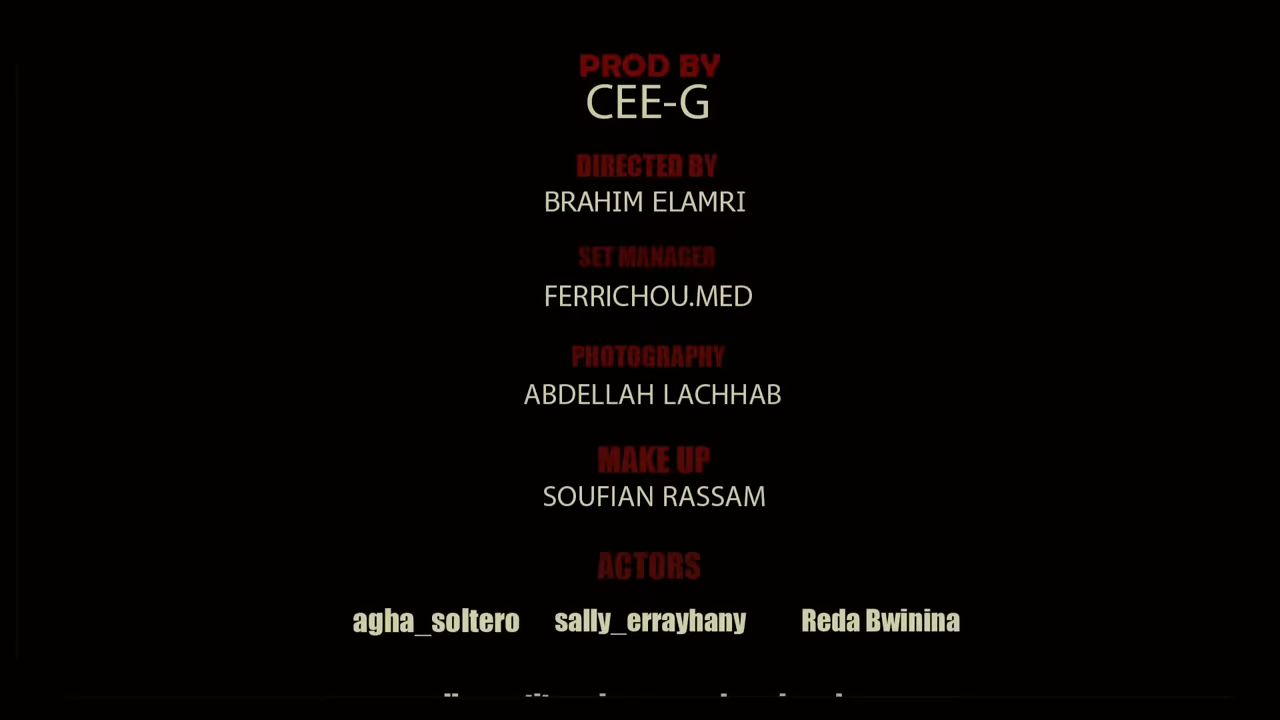 PROD BY
CEE-G
DIRECTED BY
BRAHIM ELAMRI
SET MANAGER
FERRICHOU.MED
PHOTOGRAPHY
ABDELLAH LACHHAB
MAKE UP
SOUFIAN RASSAM
ACTORS
agha_soltero sally_errayhany Reda Bwinina